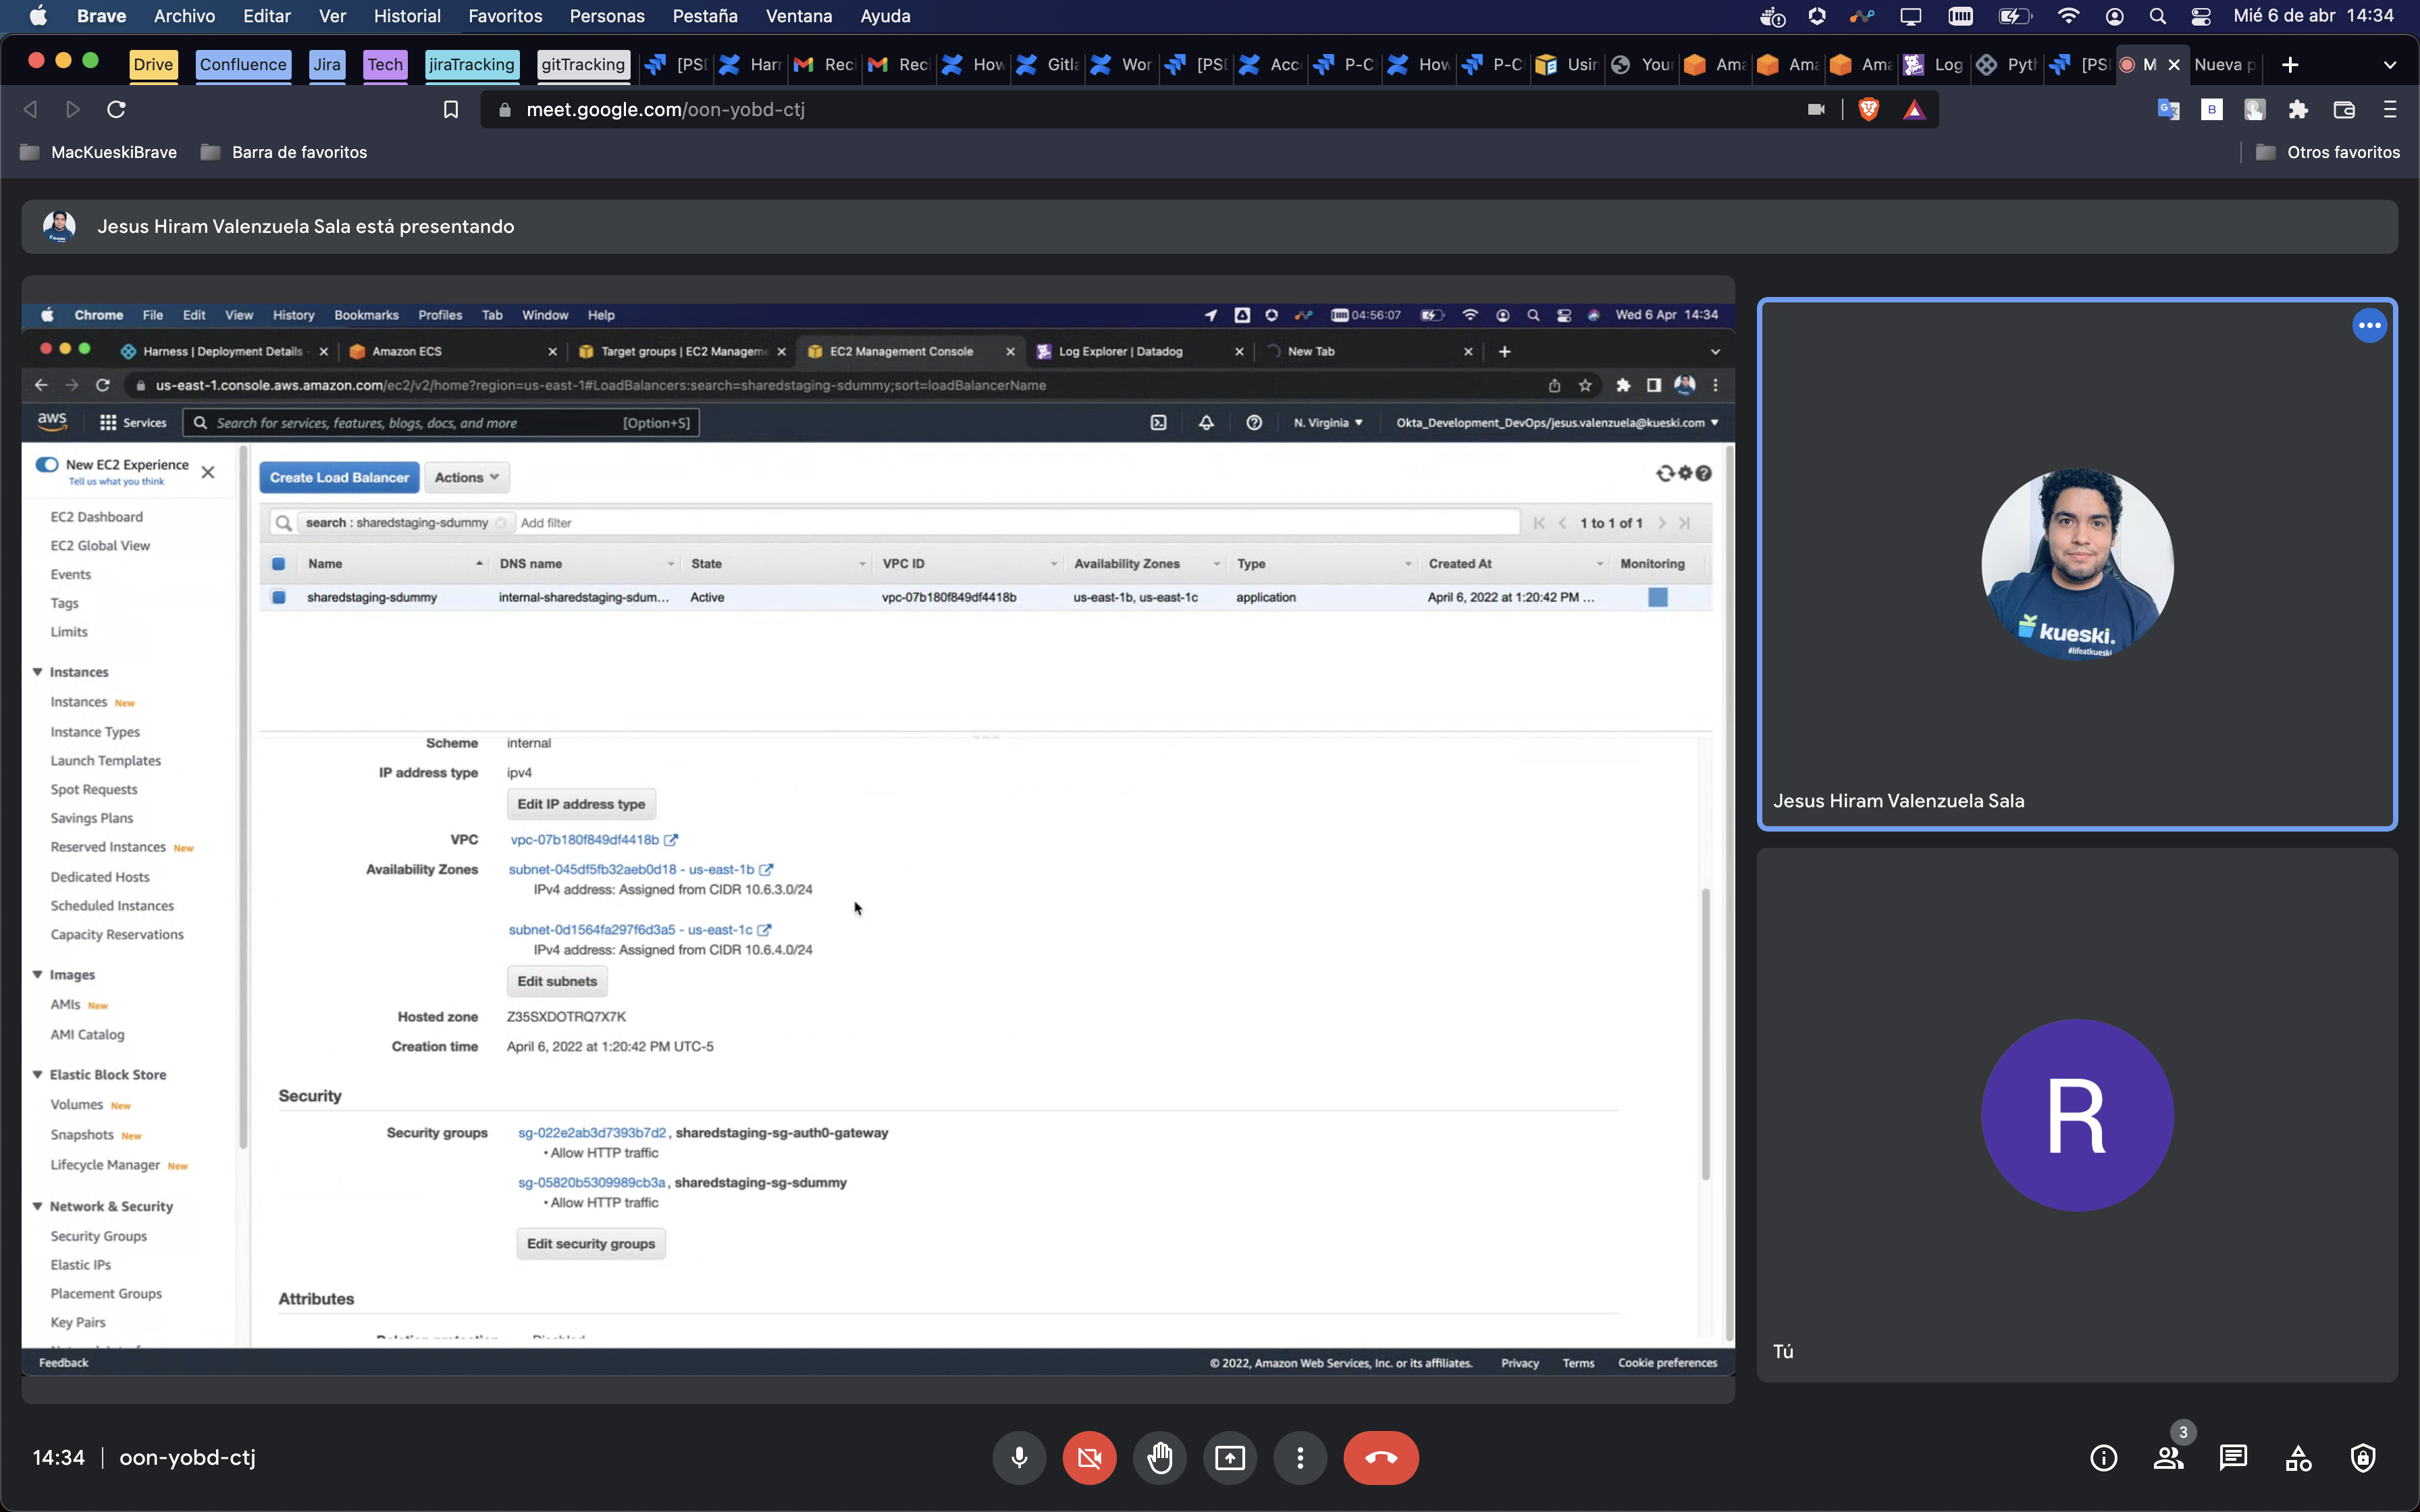 Brave Archivo Editar Ver Historial Favoritos Personas Pestaña Ventana Ayuda Mié 6 de abr 14:34
Drive Confluence Jira Tech jiraTracking gitTracking [PSI Har Rec Rec How Gitl Wor [PSI Acc P-C How P-C Usin You Ama Ama Ama Log Pyth [PSI M Nueva p
meet.google.com/oon-yobd-ctj
MacKueskiBrave Barra de favoritos Otros favoritos
Jesus Hiram Valenzuela Sala está presentando
Chrome File Edit View History Bookmarks Profiles Tab Window Help 04:56:07 Wed 6 Apr 14:34
Harness | Deployment Details Amazon ECS Target groups | EC2 Managem EC2 Management Console Log Explorer | Datadog New Tab
us-east-1.console.aws.amazon.com/ec2/v2/home?region=us-east-1#LoadBalancers:search=sharedstaging-sdummy;sort=loadBalancerName
aws Services Search for services, features, blogs, docs, and more [Option+S] N. Virginia Okta_Development_DevOps/jesus.valenzuela@kueski.com
New EC2 Experience
Tell us what you think
EC2 Dashboard
EC2 Global View
Events
Tags
Limits
Instances
Instances New
Instance Types
Launch Templates
Spot Requests
Savings Plans
Reserved Instances New
Dedicated Hosts
Scheduled Instances
Capacity Reservations
Images
AMIs New
AMI Catalog
Elastic Block Store
Volumes New
Snapshots New
Lifecycle Manager New
Network & Security
Security Groups
Elastic IPs
Placement Groups
Key Pairs
Create Load Balancer Actions
search : sharedstaging-sdummy Add filter 1 to 1 of 1
Name DNS name State VPC ID Availability Zones Type Created At Monitoring
sharedstaging-sdummy internal-sharedstaging-sdum... Active vpc-07b180f849df4418b us-east-1b, us-east-1c application April 6, 2022 at 1:20:42 PM ...
Scheme internal
IP address type ipv4
Edit IP address type
VPC vpc-07b180f849df4418b
Availability Zones subnet-045df5fb32aeb0d18 - us-east-1b
IPv4 address: Assigned from CIDR 10.6.3.0/24
subnet-0d1564fa297f6d3a5 - us-east-1c
IPv4 address: Assigned from CIDR 10.6.4.0/24
Edit subnets
Hosted zone Z35SXDOTRQ7X7K
Creation time April 6, 2022 at 1:20:42 PM UTC-5
Security
Security groups sg-022e2ab3d7393b7d2, sharedstaging-sg-auth0-gateway
• Allow HTTP traffic
sg-05820b5309989cb3a, sharedstaging-sg-sdummy
• Allow HTTP traffic
Edit security groups
Attributes
Feedback © 2022, Amazon Web Services, Inc. or its affiliates. Privacy Terms Cookie preferences
kueski.
#lifeatkueski
Jesus Hiram Valenzuela Sala
R
Tú
14:34 | oon-yobd-ctj
3